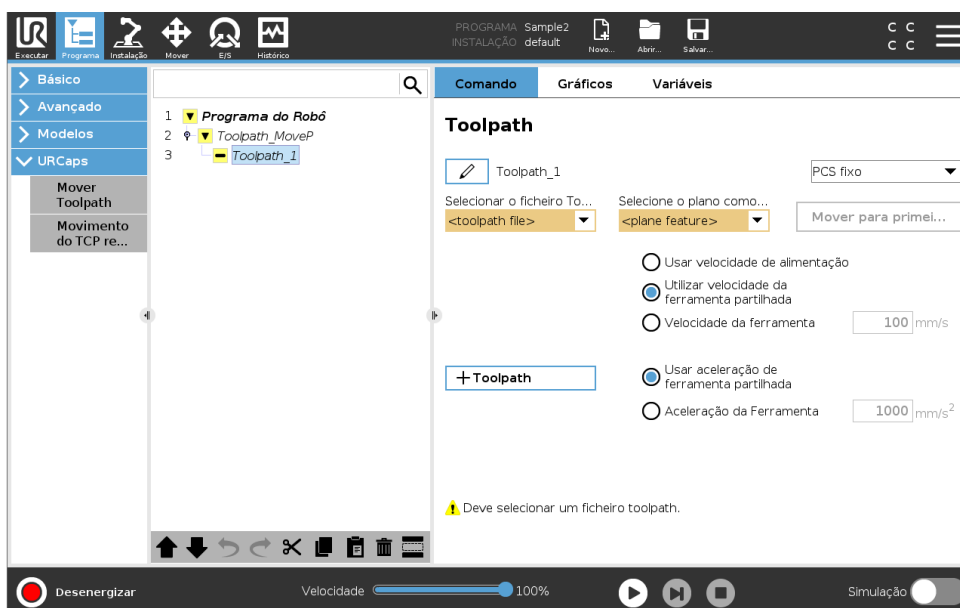 UR
Executar
Programa
Instalação
Mover
E/S
Histórico
PROGRAMA Sample2
INSTALAÇÃO default
Novo...
Abrir...
Salvar...
C C
C C
Básico
Avançado
Modelos
URCaps
Mover
Toolpath
Movimento
do TCP re...
1 Programa do Robô
2 Toolpath_MoveP
3 Toolpath_1
Comando Gráficos Variáveis
Toolpath
Toolpath_1
PCS fixo
Selecionar o ficheiro To...
Selecione o plano como...
<toolpath file>
<plane feature>
Mover para primei...
Usar velocidade de alimentação
Utilizar velocidade da
ferramenta partilhada
Velocidade da ferramenta 100 mm/s
+Toolpath
Usar aceleração de
ferramenta partilhada
Aceleração da Ferramenta 1000 mm/s²
Deve selecionar um ficheiro toolpath.
Desenergizar
Velocidade 100%
Simulação